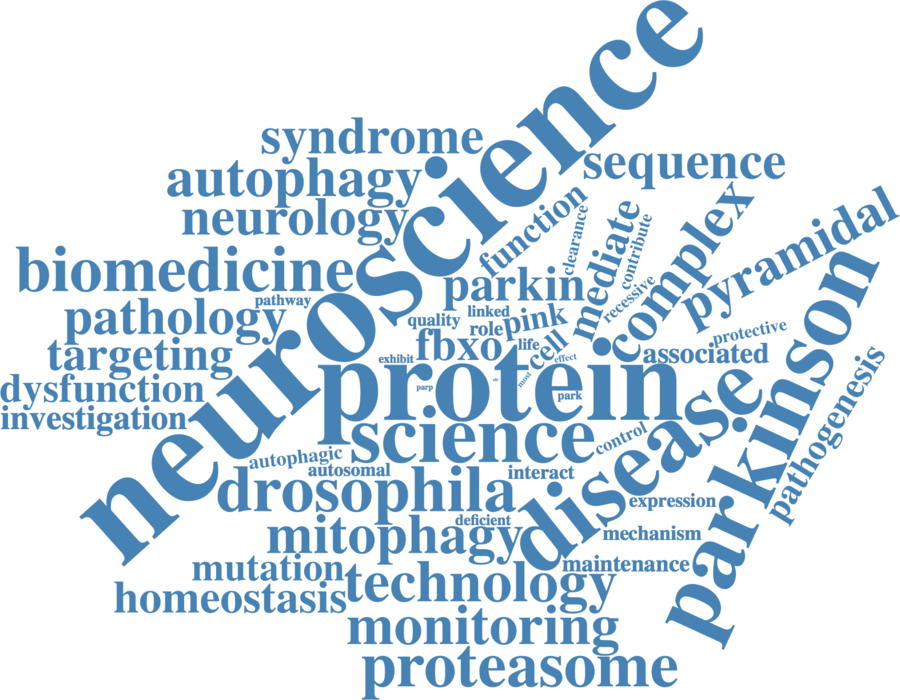 neuroscience
syndrome
sequence
autophagy
neurology
function
clearance
mediate
contribute
complex
pyramidal
biomedicine
parkin
recessive
pathway
pathology
quality
linked
role
pink
protective
targeting
fbxo
life
cell
associated
exhibit
effect
most
parp
park
protein
dysfunction
investigation
science
control
disease
parkinson
pathogenesis
autophagic
autosomal
interact
drosophila
expression
deficient
mitophagy
mechanism
mutation
technology
maintenance
homeostasis
monitoring
proteasome